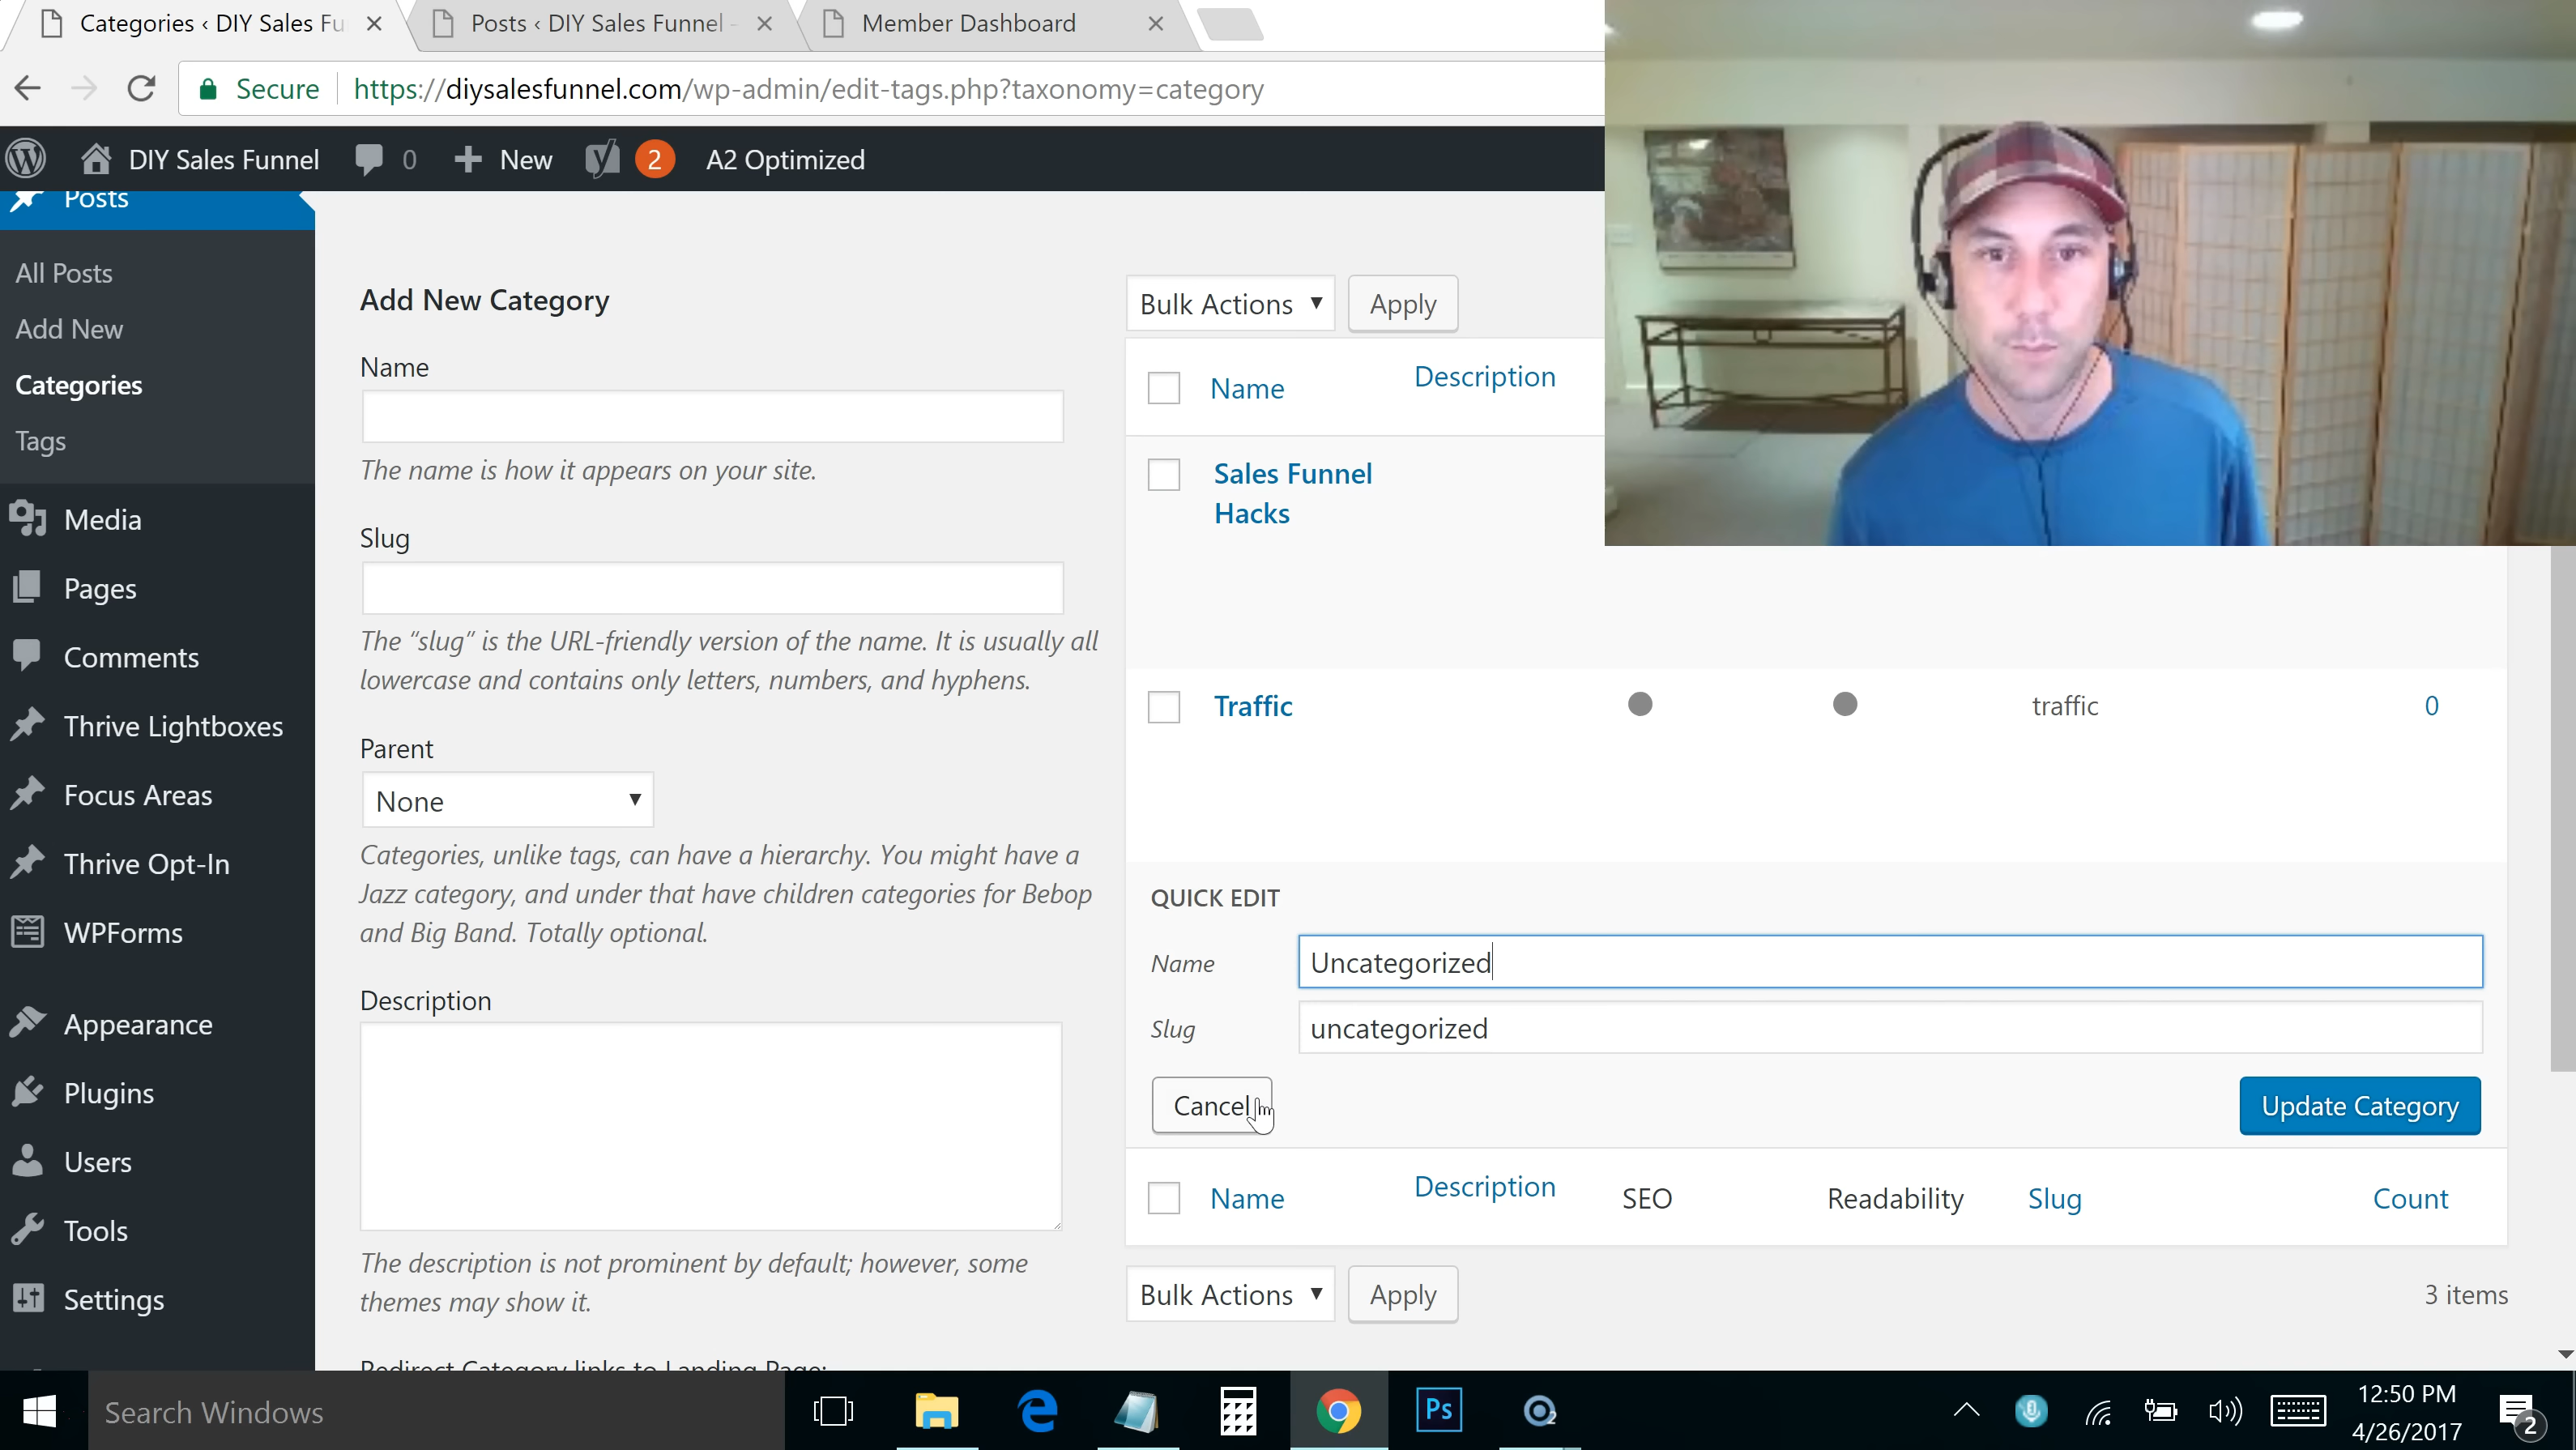 Categories ‹ DIY Sales Fu
Posts ‹ DIY Sales Funnel -
Member Dashboard
Secure
https://diysalesfunnel.com/wp-admin/edit-tags.php?taxonomy=category
DIY Sales Funnel
0
New
2
A2 Optimized
Posts
All Posts
Add New
Categories
Tags
Media
Pages
Comments
Thrive Lightboxes
Focus Areas
Thrive Opt-In
WPForms
Appearance
Plugins
Users
Tools
Settings
Add New Category
Name
The name is how it appears on your site.
Slug
The “slug” is the URL-friendly version of the name. It is usually all
lowercase and contains only letters, numbers, and hyphens.
Parent
None
Categories, unlike tags, can have a hierarchy. You might have a
Jazz category, and under that have children categories for Bebop
and Big Band. Totally optional.
Description
The description is not prominent by default; however, some
themes may show it.
Redirect Category links to Landing Page:
Bulk Actions
Apply
Name
Description
Sales Funnel
Hacks
Traffic
traffic
0
QUICK EDIT
Name
Uncategorized
Slug
uncategorized
Cancel
Update Category
Name
Description
SEO
Readability
Slug
Count
Bulk Actions
Apply
3 items
Search Windows
Ps
12:50 PM
4/26/2017
2